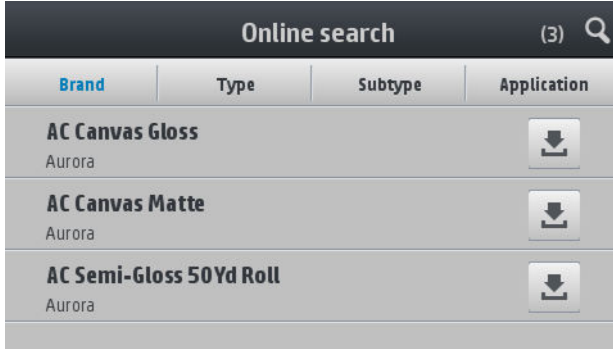 Online search (3)
Brand Type Subtype Application
AC Canvas Gloss
Aurora
AC Canvas Matte
Aurora
AC Semi-Gloss 50Yd Roll
Aurora